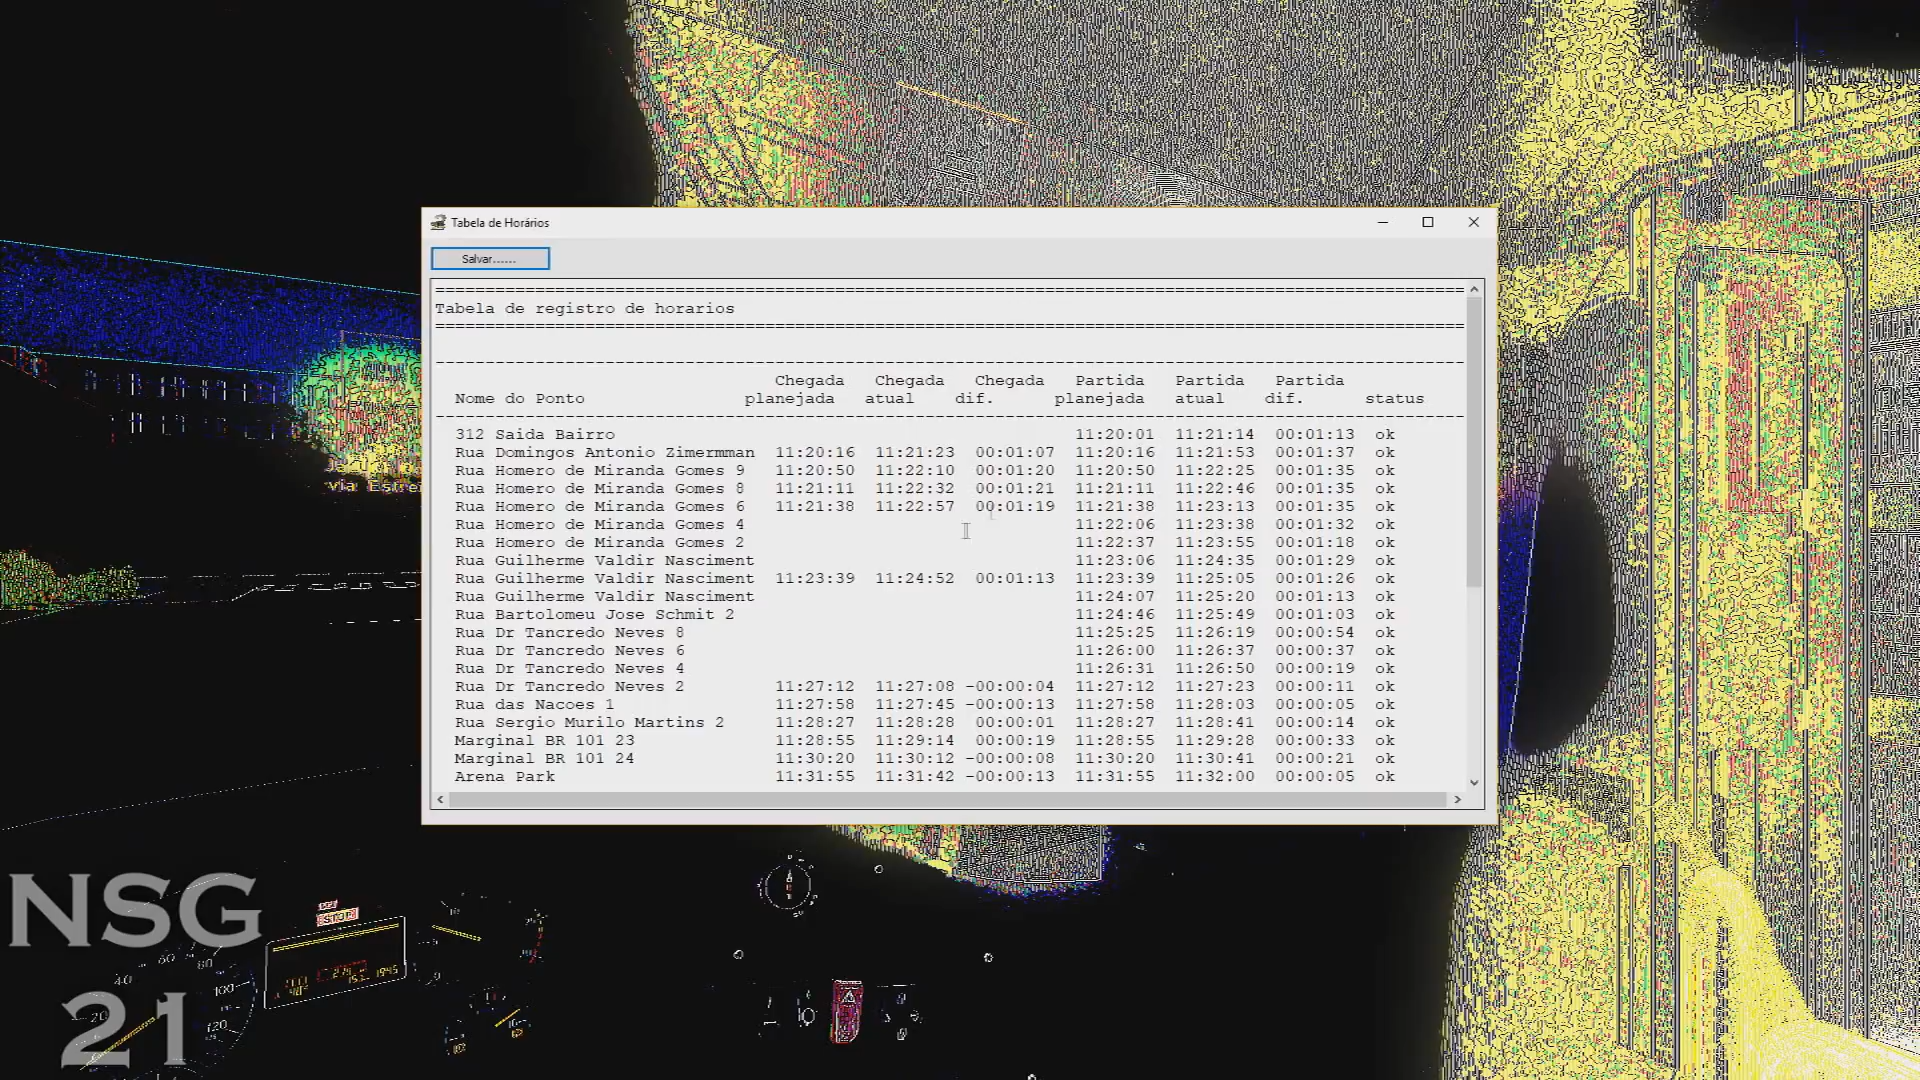 Tabela de Horários
Salvar......
Tabela de registro de horarios
Chegada Chegada Chegada Partida Partida Partida
Nome do Ponto planejada atual dif. planejada atual dif. status
312 Saida Bairro 11:20:01 11:21:14 00:01:13 ok
Rua Domingos Antonio Zimermman 11:20:16 11:21:23 00:01:07 11:20:16 11:21:53 00:01:37 ok
Rua Homero de Miranda Gomes 9 11:20:50 11:22:10 00:01:20 11:20:50 11:22:25 00:01:35 ok
Rua Homero de Miranda Gomes 8 11:21:11 11:22:32 00:01:21 11:21:11 11:22:46 00:01:35 ok
Rua Homero de Miranda Gomes 6 11:21:38 11:22:57 00:01:19 11:21:38 11:23:13 00:01:35 ok
Rua Homero de Miranda Gomes 4 11:22:06 11:23:38 00:01:32 ok
Rua Homero de Miranda Gomes 2 11:22:37 11:23:55 00:01:18 ok
Rua Guilherme Valdir Nasciment 11:23:06 11:24:35 00:01:29 ok
Rua Guilherme Valdir Nasciment 11:23:39 11:24:52 00:01:13 11:23:39 11:25:05 00:01:26 ok
Rua Guilherme Valdir Nasciment 11:24:07 11:25:20 00:01:13 ok
Rua Bartolomeu Jose Schmit 2 11:24:46 11:25:49 00:01:03 ok
Rua Dr Tancredo Neves 8 11:25:25 11:26:19 00:00:54 ok
Rua Dr Tancredo Neves 6 11:26:00 11:26:37 00:00:37 ok
Rua Dr Tancredo Neves 4 11:26:31 11:26:50 00:00:19 ok
Rua Dr Tancredo Neves 2 11:27:12 11:27:08 -00:00:04 11:27:12 11:27:23 00:00:11 ok
Rua das Nacoes 1 11:27:58 11:27:45 -00:00:13 11:27:58 11:28:03 00:00:05 ok
Rua Sergio Murilo Martins 2 11:28:27 11:28:28 00:00:01 11:28:27 11:28:41 00:00:14 ok
Marginal BR 101 23 11:28:55 11:29:14 00:00:19 11:28:55 11:29:28 00:00:33 ok
Marginal BR 101 24 11:30:20 11:30:12 -00:00:08 11:30:20 11:30:41 00:00:21 ok
Arena Park 11:31:55 11:31:42 -00:00:13 11:31:55 11:32:00 00:00:05 ok
via
NSG
21
STOP
20 40 60 80 100 120